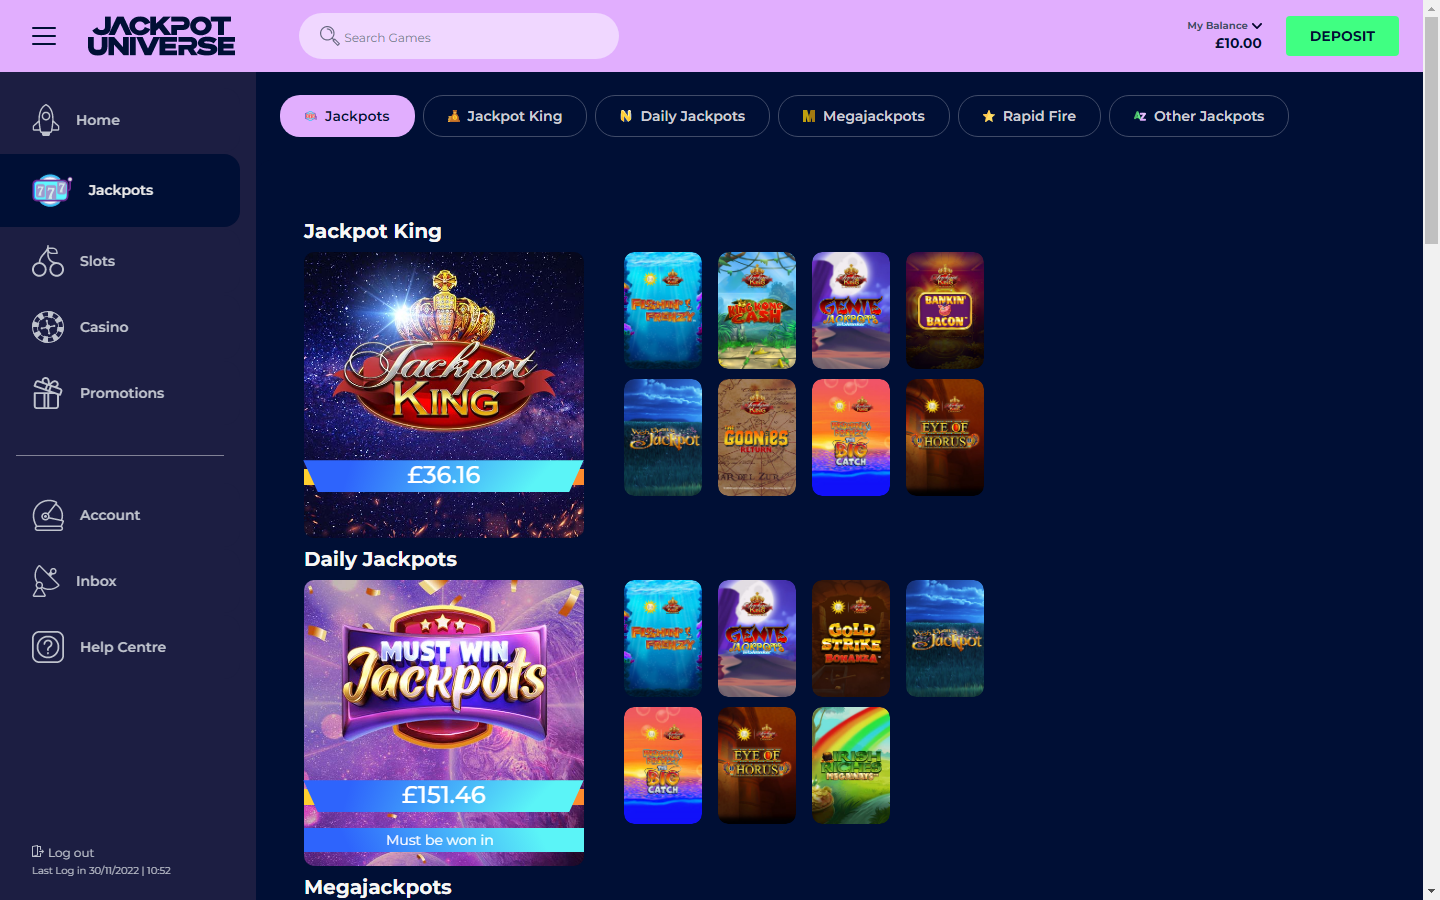 JACKPOT
UNIVERSE
Search Games
My Balance
£10.00
DEPOSIT
Home
Jackpots
Slots
Casino
Promotions
Account
Inbox
Help Centre
Log out
Last Log in 30/11/2022 | 10:52
Jackpots
Jackpot King
Daily Jackpots
Megajackpots
Rapid Fire
Other Jackpots
Jackpot King
Jackpot
KING
£36.16
FISHIN' FRENZY
GENIE
JACKPOTS
BANKIN'
BACON
Jackpot
THE
GOONIES
RETURN
BIG
CATCH
EYE OF
HORUS
Daily Jackpots
MUST WIN
Jackpots
£151.46
Must be won in
FISHIN' FRENZY
GENIE
JACKPOTS
GOLD
STRIKE
BONANZA
Jackpot
BIG
CATCH
EYE OF
HORUS
IRISH
RICHES
MEGAWAYS
Megajackpots